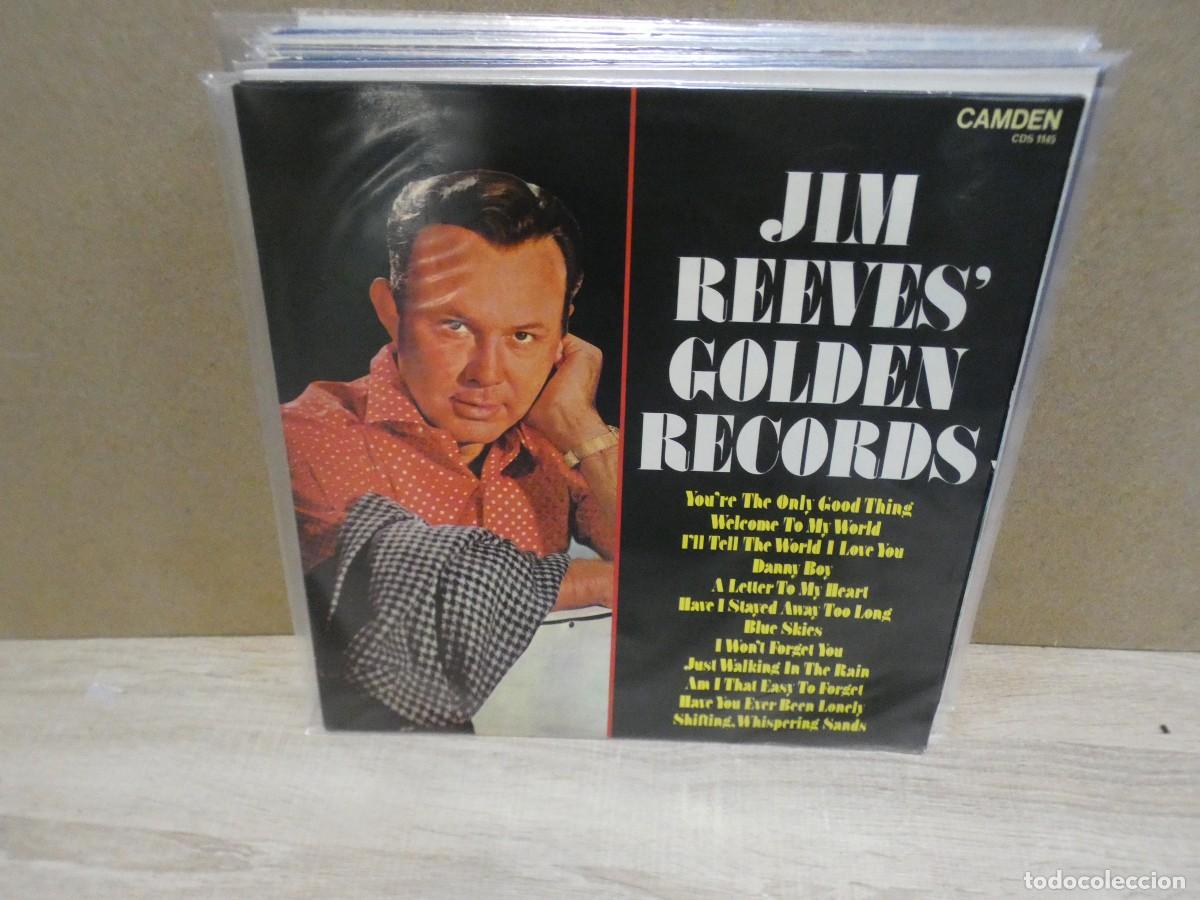 CAMDEN
CDS 1145
JIM
REEVES'
GOLDEN
RECORDS
You're The Only Good Thing
Welcome To My World
I'll Tell The World I Love You
Danny Boy
A Letter To My Heart
Have I Stayed Away Too Long
Blue Skies
I Won't Forget You
Just Walking In The Rain
Am I That Easy To Forget
Have You Ever Been Lonely
Shifting, Whispering Sands
todocoleccion